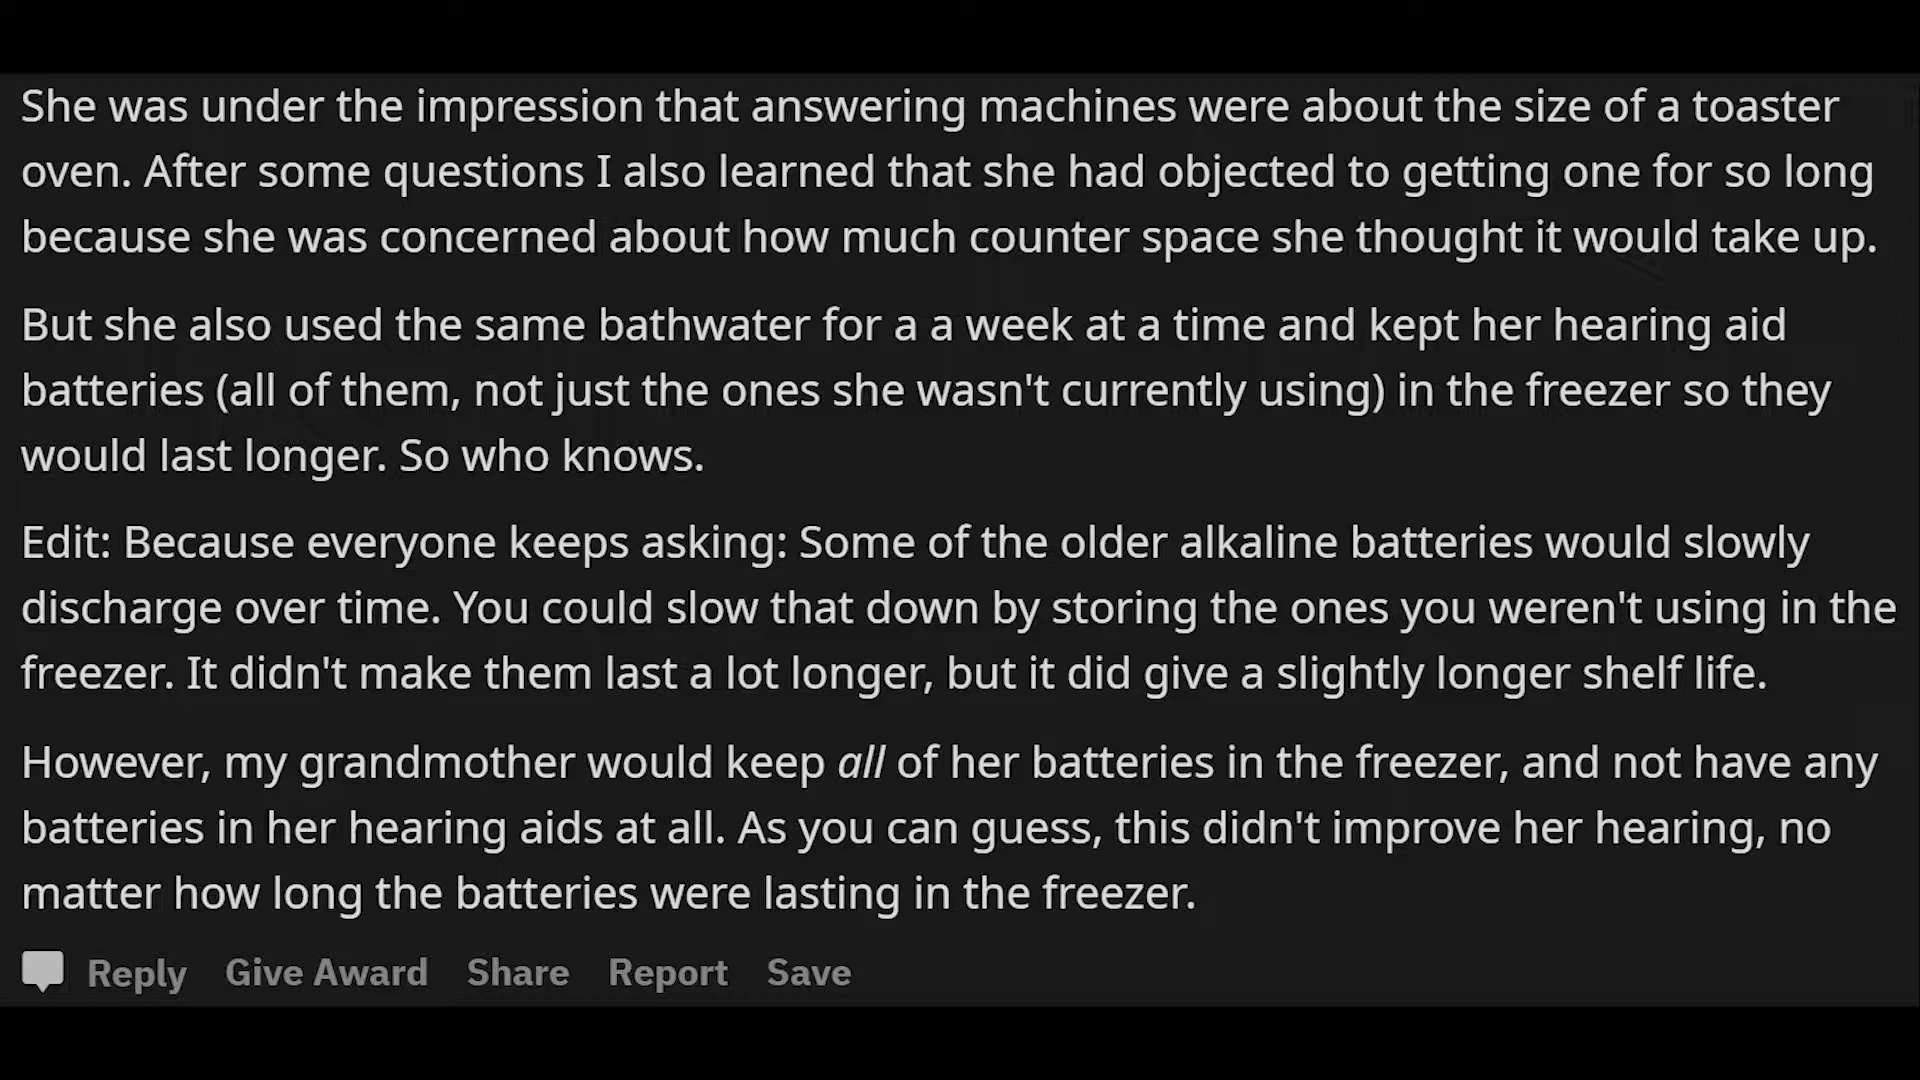 She was under the impression that answering machines were about the size of a toaster
oven. After some questions I also learned that she had objected to getting one for so long
because she was concerned about how much counter space she thought it would take up.
But she also used the same bathwater for a a week at a time and kept her hearing aid
batteries (all of them, not just the ones she wasn't currently using) in the freezer so they
would last longer. So who knows.
Edit: Because everyone keeps asking: Some of the older alkaline batteries would slowly
discharge over time. You could slow that down by storing the ones you weren't using in the
freezer. It didn't make them last a lot longer, but it did give a slightly longer shelf life.
However, my grandmother would keep all of her batteries in the freezer, and not have any
batteries in her hearing aids at all. As you can guess, this didn't improve her hearing, no
matter how long the batteries were lasting in the freezer.
Reply Give Award Share Report Save